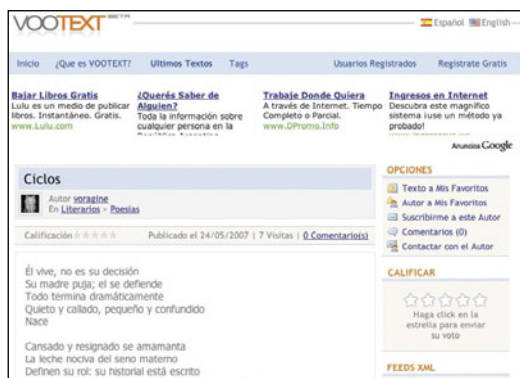 VOOTEXT BETA
Español English
Inicio ¿Que es VOOTEXT? Ultimos Textos Tags Usuarios Registrados Registrate Gratis
Bajar Libros Gratis
Lulu es un medio de publicar
libros. Instantáneo. Gratis.
www.Lulu.com
¿Querés Saber de
Alguien?
Toda la información sobre
cualquier persona en la
República Argentina
Trabaje Donde Quiera
A través de Internet. Tiempo
Completo o Parcial.
www.DPromo.Info
Ingresos en Internet
Descubra este magnífico
sistema ¡use un método ya
probado!
Anuncios Google
Ciclos
Autor voragine
En Literarios > Poesias
Calificación
Publicado el 24/05/2007 | 7 Visitas | 0 Comentario(s)
Él vive, no es su decisión
Su madre puja; el se defiende
Todo termina dramáticamente
Quieto y callado, pequeño y confundido
Nace
Cansado y resignado se amamanta
La leche nociva del seno materno
Definen su rol: su historial está escrito
OPCIONES
Texto a Mis Favoritos
Autor a Mis Favoritos
Suscribirme a este Autor
Comentarios (0)
Contactar con el Autor
CALIFICAR
Haga click en la
estrella para enviar
su voto
FEEDS XML